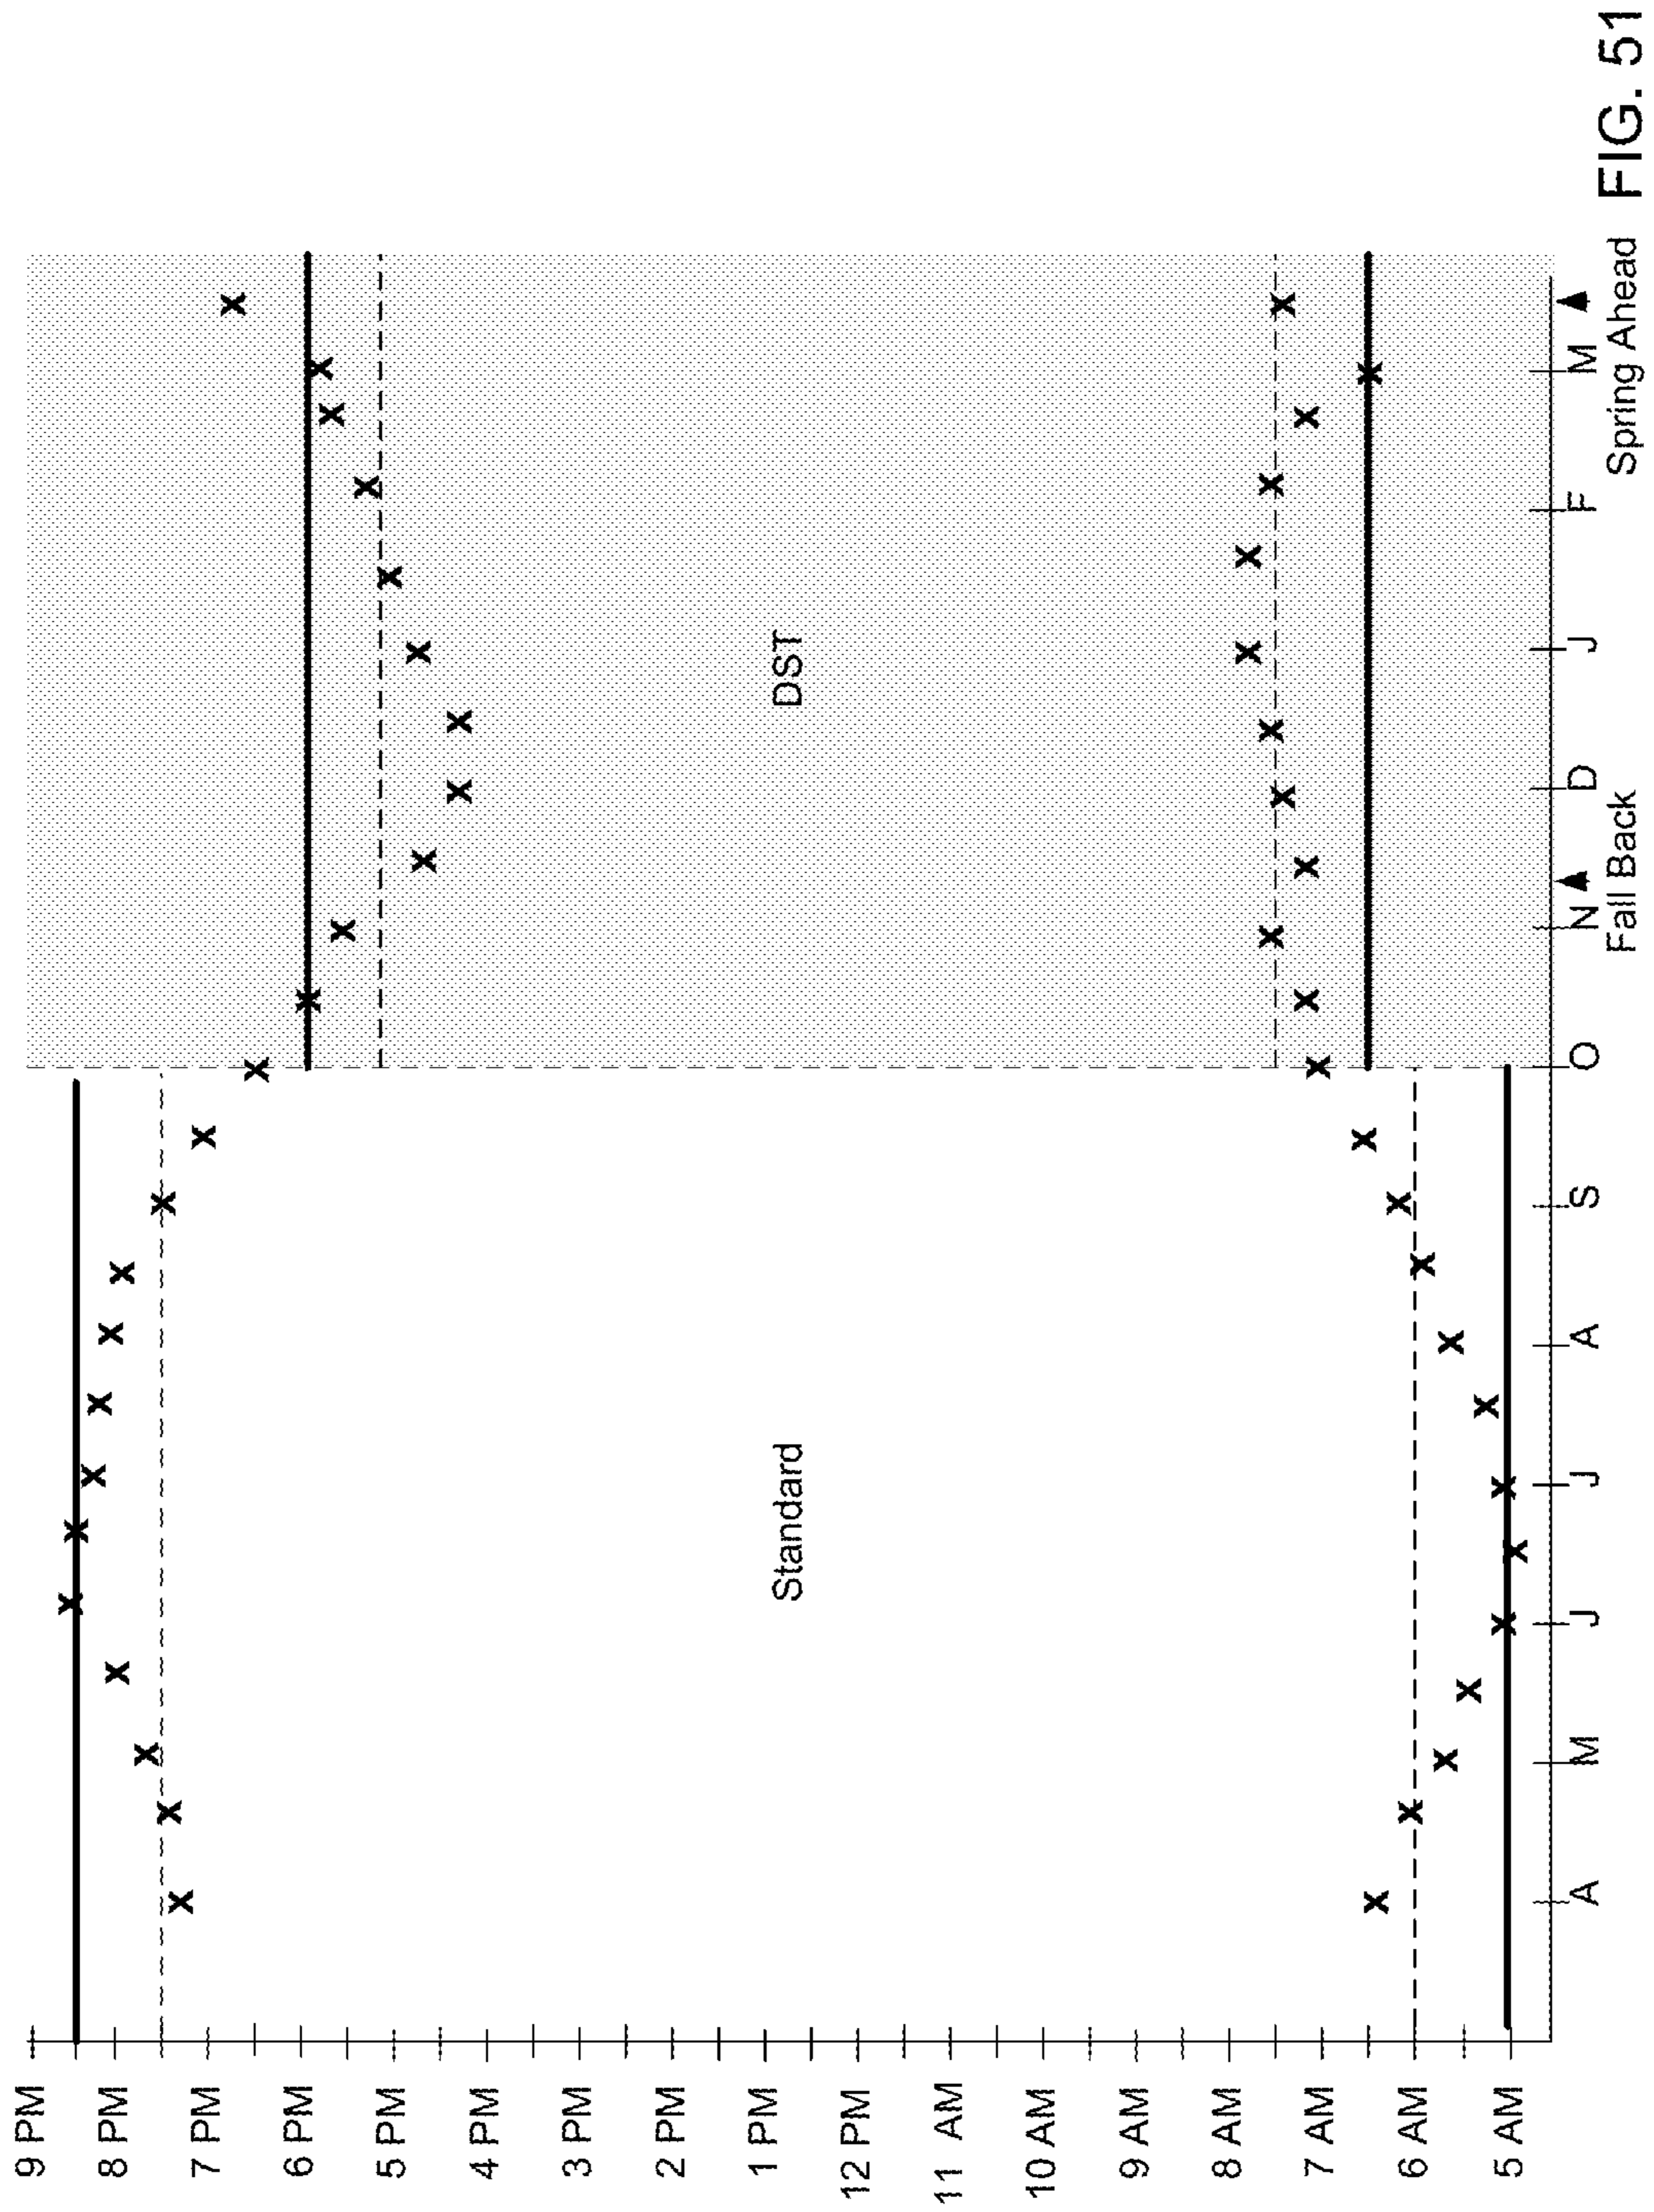 9 PM
8 PM
7 PM
6 PM
5 PM
4 PM
3 PM
2 PM
1 PM
12 PM
11 AM
10 AM
9 AM
8 AM
7 AM
6 AM
5 AM
Standard
DST
A M J J A S O N D J F M
Fall Back Spring Ahead
FIG. 51